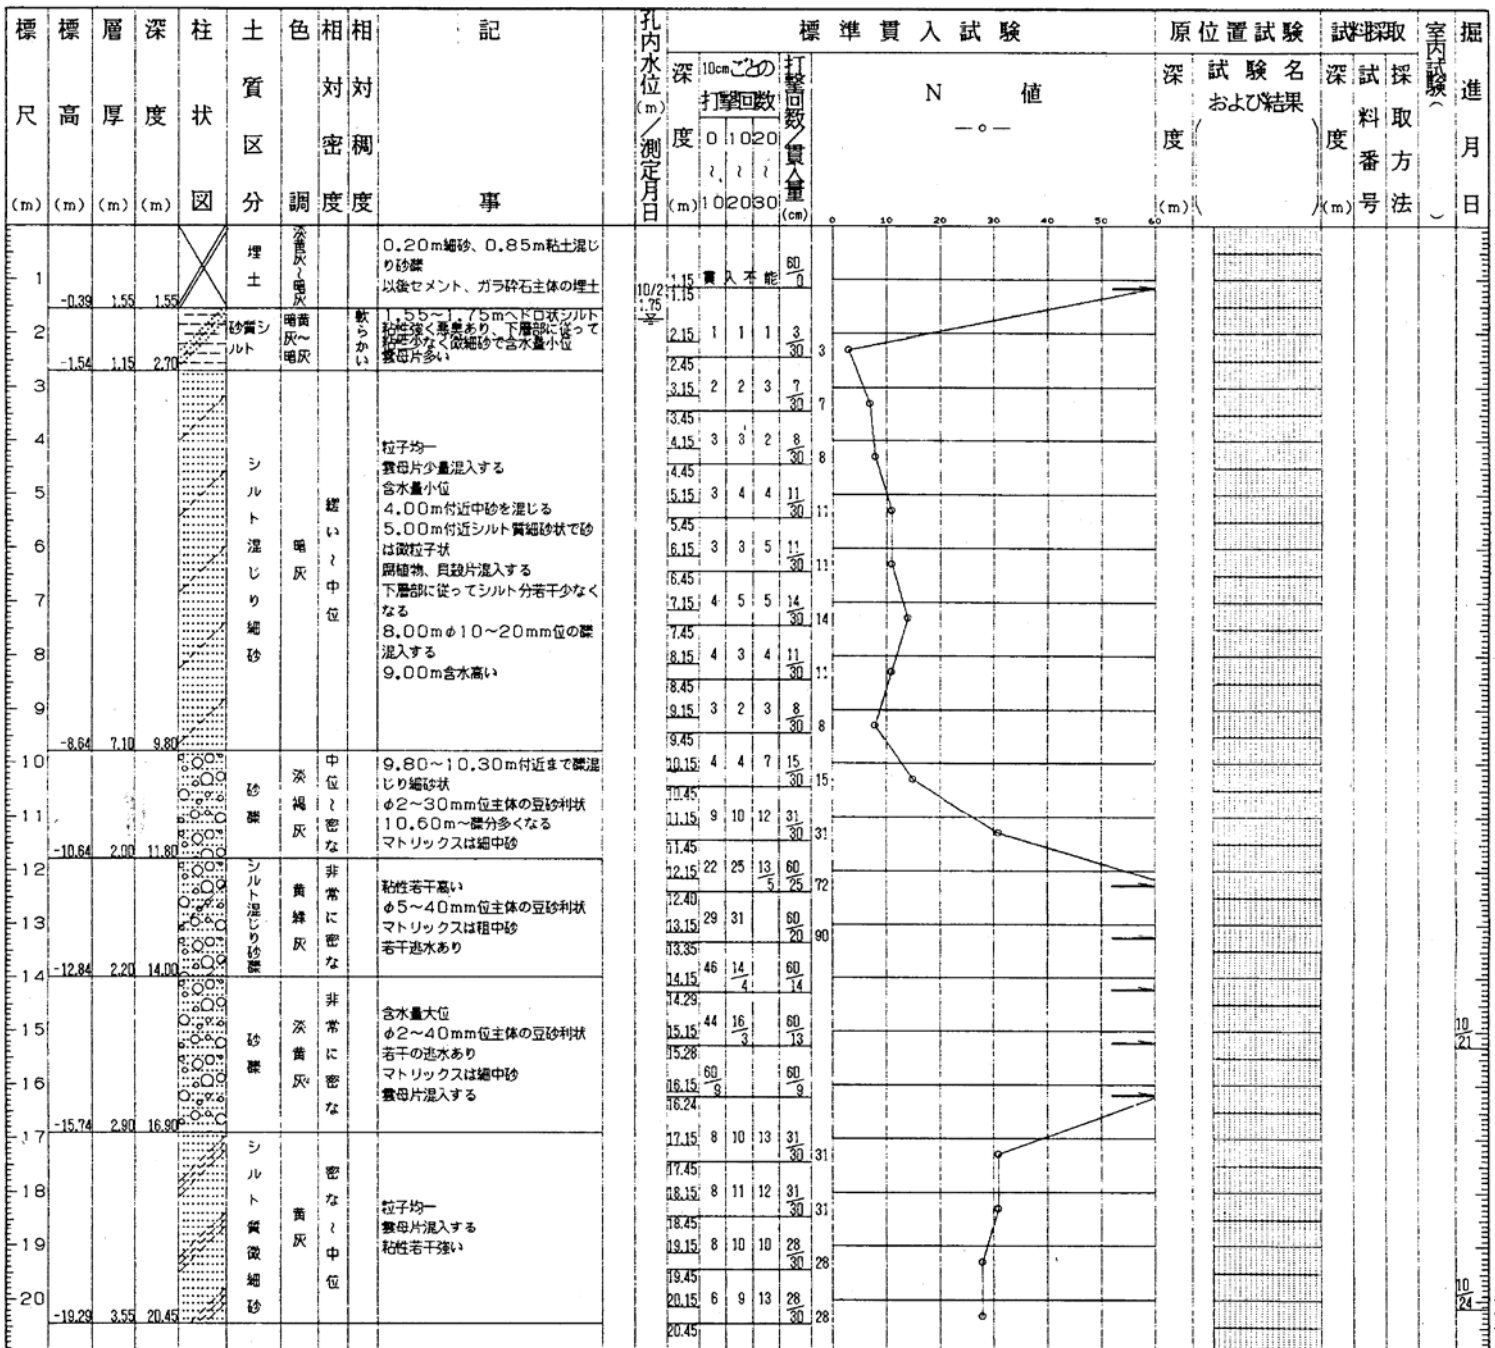 標尺(m) 標高(m) 層厚(m) 深度(m) 柱状図 土質区分 色調 相対密度 相対稠度 記事 孔内水位(m)/測定月日 標準貫入試験 原位置試験 試料採取 室内試験( ) 掘進月日
深度(m) 10cmごとの打撃回数 打撃回数/貫入量(cm) N 値 深度(m) 試験名および結果 ( ) 深度(m) 試料番号 採取方法
0~10 10~20 20~30
—o—
0 10 20 30 40 50 60
-0.39 1.55 1.55 埋土 淡黄灰~暗灰
0.20m細砂、0.85m粘土混じ
り砂礫
以後セメント、ガラ砕石主体の埋土
10/2
1.75
-1.54 1.15 2.70 砂質シルト 暗黄灰~暗灰 軟らかい
1.55~1.75mヘドロ状シルト
粘性強く悪臭あり、下層部に従って
粘性少なく微細砂で含水量小位
雲母片多い
-8.64 7.10 9.80 シルト混じり細砂 暗灰 緩い~中位
粒子均一
雲母片少量混入する
含水量小位
4.00m付近中砂を混じる
5.00m付近シルト質細砂状で砂
は微粒子状
腐植物、貝殻片混入する
下層部に従ってシルト分若干少なく
なる
8.00mφ10~20mm位の礫
混入する
9.00m含水高い
-10.64 2.00 11.80 砂礫 淡褐灰 中位~密な
9.80~10.30m付近まで礫混
じり細砂状
φ2~30mm位主体の豆砂利状
10.60m~礫分多くなる
マトリックスは細中砂
-12.84 2.20 14.00 シルト混じり砂礫 黄緑灰 非常に密な
粘性若干高い
φ5~40mm位主体の豆砂利状
マトリックスは粗中砂
若干逸水あり
-15.74 2.90 16.90 砂礫 淡黄灰 非常に密な
含水量大位
φ2~40mm位主体の豆砂利状
若干の逸水あり
マトリックスは細中砂
雲母片混入する
-19.29 3.55 20.45 シルト質微細砂 黄灰 密な~中位
粒子均一
雲母片混入する
粘性若干強い
1
2
3
4
5
6
7
8
9
10
11
12
13
14
15
16
17
18
19
20
1.15 貫入不能 60/0
1.15
2.15 1 1 1 3/30 3
2.45
3.15 2 2 3 7/30 7
3.45
4.15 3 3 2 8/30 8
4.45
5.15 3 4 4 11/30 11
5.45
6.15 3 3 5 11/30 11
6.45
7.15 4 5 5 14/30 14
7.45
8.15 4 3 4 11/30 11
8.45
9.15 3 2 3 8/30 8
9.45
10.15 4 4 7 15/30 15
10.45
11.15 9 10 12 31/30 31
11.45
12.15 22 25 13/5 60/25 72
12.40
13.15 29 31 60/20 90
13.35
14.15 46 14/4 60/14
14.29
15.15 44 16/3 60/13
15.28
16.15 60/9 60/9
16.24
17.15 8 10 13 31/30 31
17.45
18.15 8 11 12 31/30 31
18.45
19.15 8 10 10 28/30 28
19.45
20.15 6 9 13 28/30 28
20.45
10/21
10/24